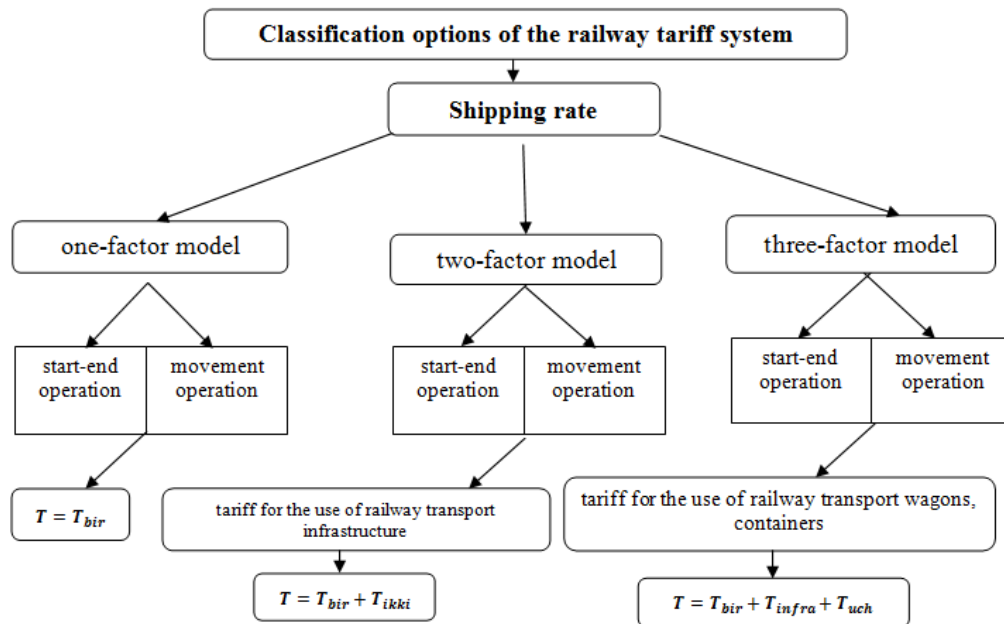 Classification options of the railway tariff system
Shipping rate
one-factor model
two-factor model
three-factor model
start-end
operation
movement
operation
start-end
operation
movement
operation
start-end
operation
movement
operation
T = T_bir
tariff for the use of railway transport
infrastructure
tariff for the use of railway transport wagons,
containers
T = T_bir + T_ikki
T = T_bir + T_infra + T_uch